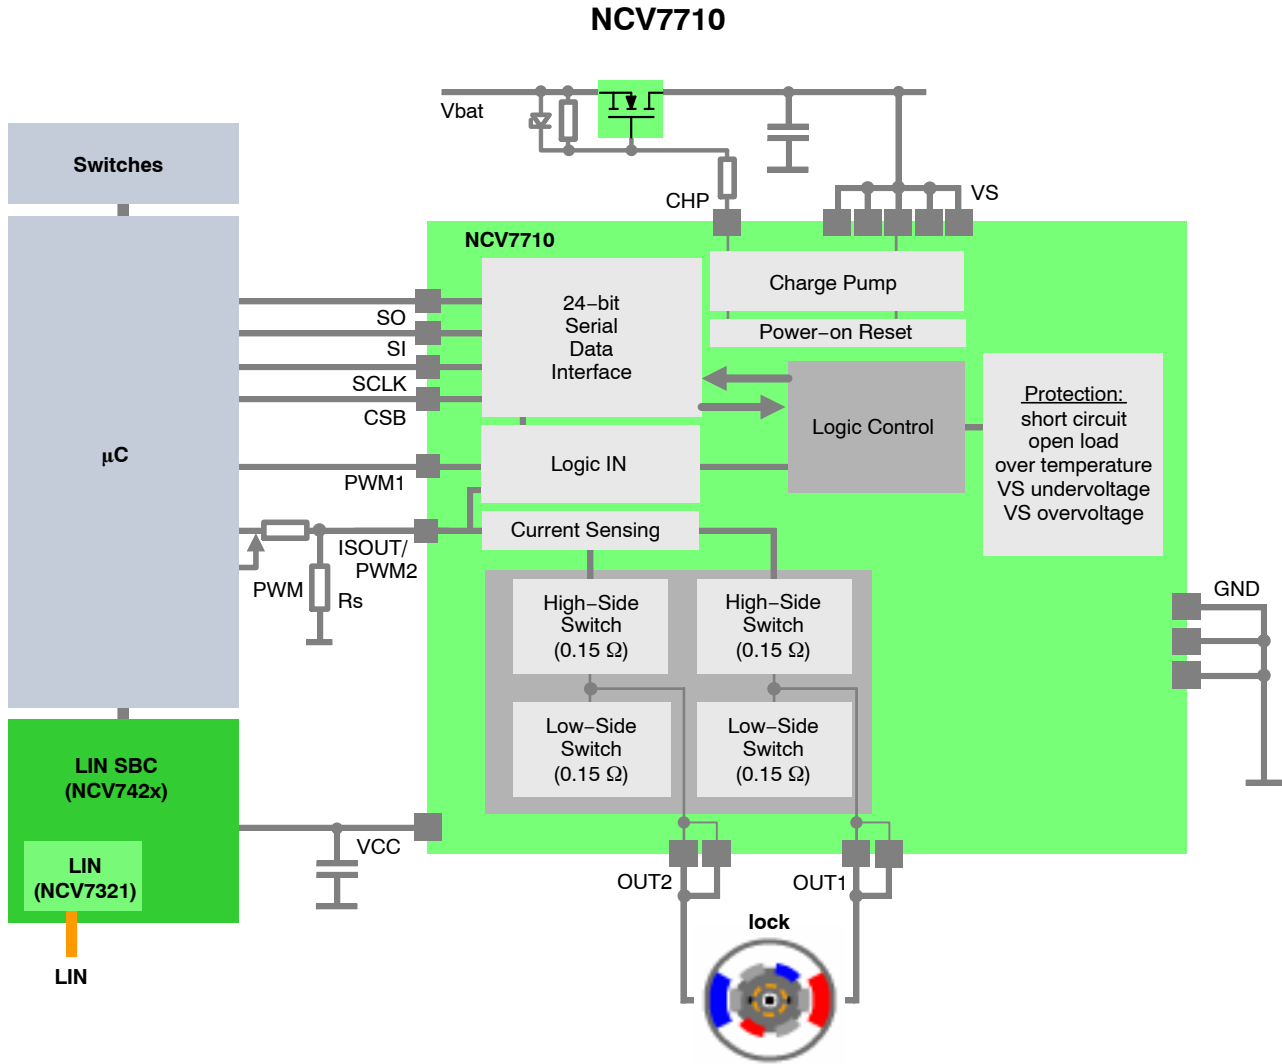 NCV7710
Vbat
Switches
CHP
VS
NCV7710
24−bit
Serial
Data
Interface
Charge Pump
Power−on Reset
SO
SI
SCLK
CSB
μC
Logic Control
Protection:
short circuit
open load
over temperature
VS undervoltage
VS overvoltage
Logic IN
PWM1
Current Sensing
ISOUT/
PWM2
PWM
Rs
High−Side
Switch
(0.15 Ω)
High−Side
Switch
(0.15 Ω)
GND
Low−Side
Switch
(0.15 Ω)
Low−Side
Switch
(0.15 Ω)
LIN SBC
(NCV742x)
VCC
LIN
(NCV7321)
OUT2
OUT1
lock
LIN